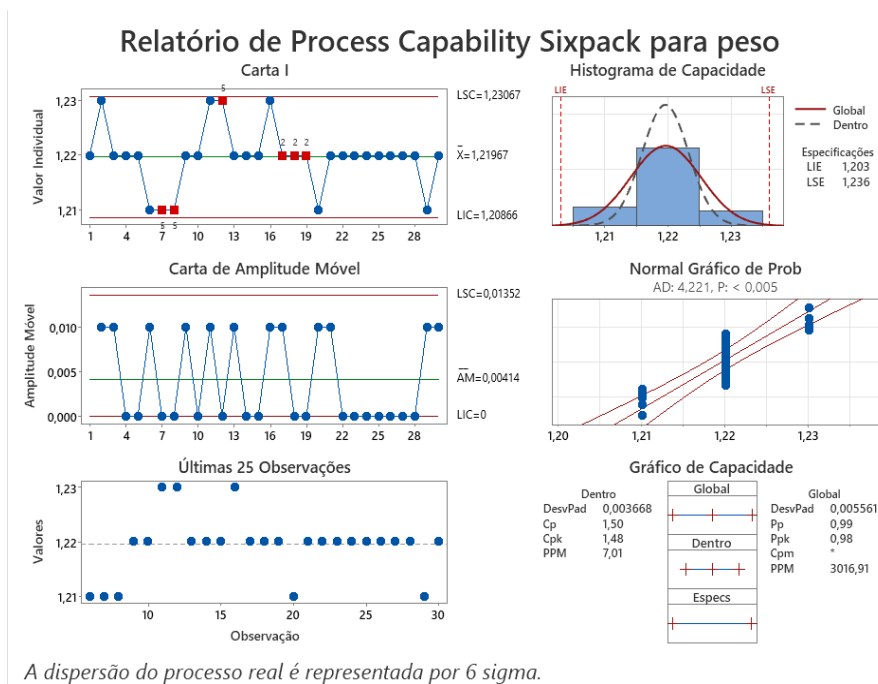 Relatório de Process Capability Sixpack para peso
Carta I
Valor Individual
1,23
1,22
1,21
1 4 7 10 13 16 19 22 25 28
5
5 5
2 2 2
LSC=1,23067
X̄=1,21967
LIC=1,20866
Histograma de Capacidade
LIE LSE
1,21 1,22 1,23
Global
Dentro
Especificações
LIE 1,203
LSE 1,236
Carta de Amplitude Móvel
Amplitude Móvel
0,010
0,005
0,000
1 4 7 10 13 16 19 22 25 28
LSC=0,01352
A̅M̅=0,00414
LIC=0
Normal Gráfico de Prob
AD: 4,221, P: < 0,005
1,20 1,21 1,22 1,23
Últimas 25 Observações
Valores
1,23
1,22
1,21
10 15 20 25 30
Observação
Gráfico de Capacidade
Global
Dentro
Especs
Dentro
DesvPad 0,003668
Cp 1,50
Cpk 1,48
PPM 7,01
Global
DesvPad 0,005561
Pp 0,99
Ppk 0,98
Cpm *
PPM 3016,91
A dispersão do processo real é representada por 6 sigma.